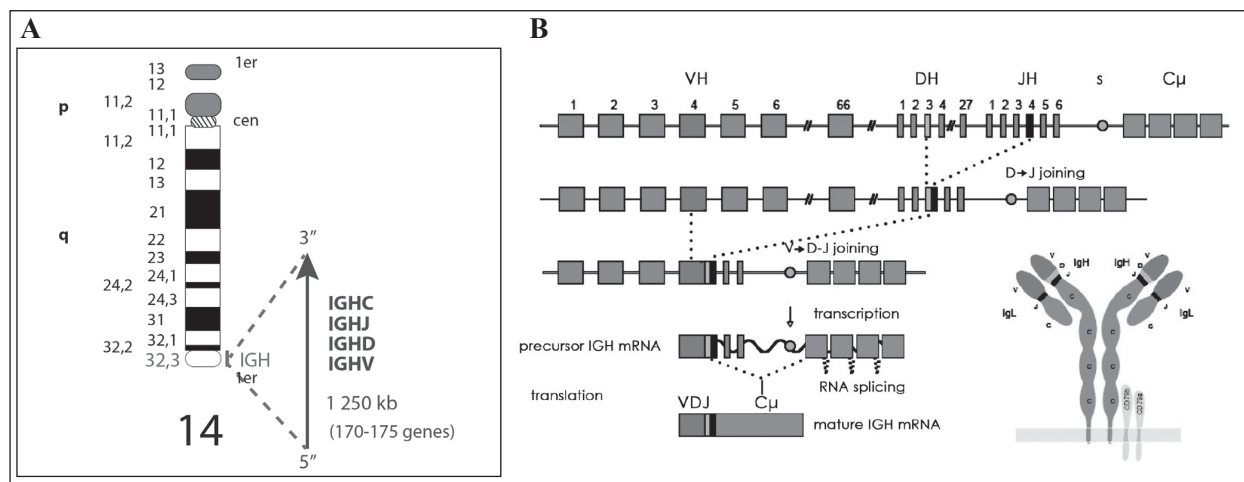 A
13
1er
12
p
11,2
11,1
cen
11,1
11,2
12
13
21
q
22
23
24,1
24,2
24,3
31
32,1
32,2
32,3
IGH
1er
14
3"
IGHC
IGHJ
IGHD
IGHV
1 250 kb
(170-175 genes)
5"
B
VH DH JH s Cμ
1 2 3 4 5 6 66 1 2 3 4 27 1 2 3 4 5 6
D→J joining
V→D-J joining
transcription
precursor IGH mRNA
RNA splicing
translation
VDJ Cμ
mature IGH mRNA
V D J IgH IgH D J V
V J IgL C C C C J V IgL C
C C
C C
C C
CD79b CD79a